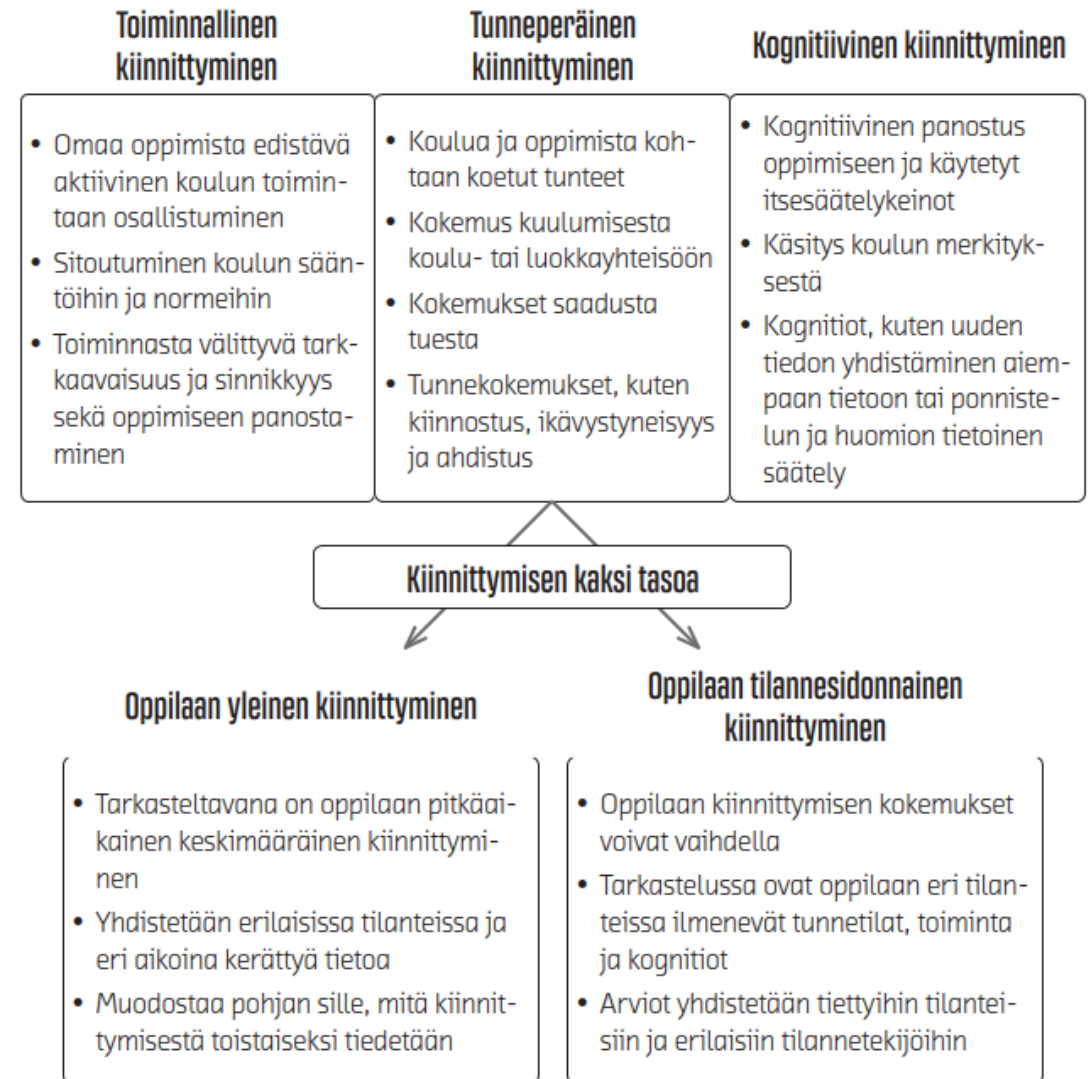 Toiminnallinen
kiinnittyminen
Tunneperäinen
kiinnittyminen
Kognitiivinen kiinnittyminen
• Omaa oppimista edistävä
aktiivinen koulun toimin-
taan osallistuminen
• Sitoutuminen koulun sään-
töihin ja normeihin
• Toiminnasta välittyvä tark-
kaavaisuus ja sinnikkyys
sekä oppimiseen panosta-
minen
• Koulua ja oppimista koh-
taan koetut tunteet
• Kokemus kuulumisesta
koulu- tai luokkayhteisöön
• Kokemukset saadusta
tuesta
• Tunnekokemukset, kuten
kiinnostus, ikävystyneisyys
ja ahdistus
• Kognitiivinen panostus
oppimiseen ja käytetyt
itsesäätelykeinot
• Käsitys koulun merkityk-
sestä
• Kognitiot, kuten uuden
tiedon yhdistäminen aiem-
paan tietoon tai ponniste-
lun ja huomion tietoinen
säätely
Kiinnittymisen kaksi tasoa
Oppilaan yleinen kiinnittyminen
• Tarkasteltavana on oppilaan pitkäai-
kainen keskimääräinen kiinnittymi-
nen
• Yhdistetään erilaisissa tilanteissa ja
eri aikoina kerättyä tietoa
• Muodostaa pohjan sille, mitä kiinnit-
tymisestä toistaiseksi tiedetään
Oppilaan tilannesidonnainen
kiinnittyminen
• Oppilaan kiinnittymisen kokemukset
voivat vaihdella
• Tarkastelussa ovat oppilaan eri tilan-
teissa ilmenevät tunnetilat, toiminta
ja kognitiot
• Arviot yhdistetään tiettyihin tilantei-
siin ja erilaisiin tilannetekijöihin